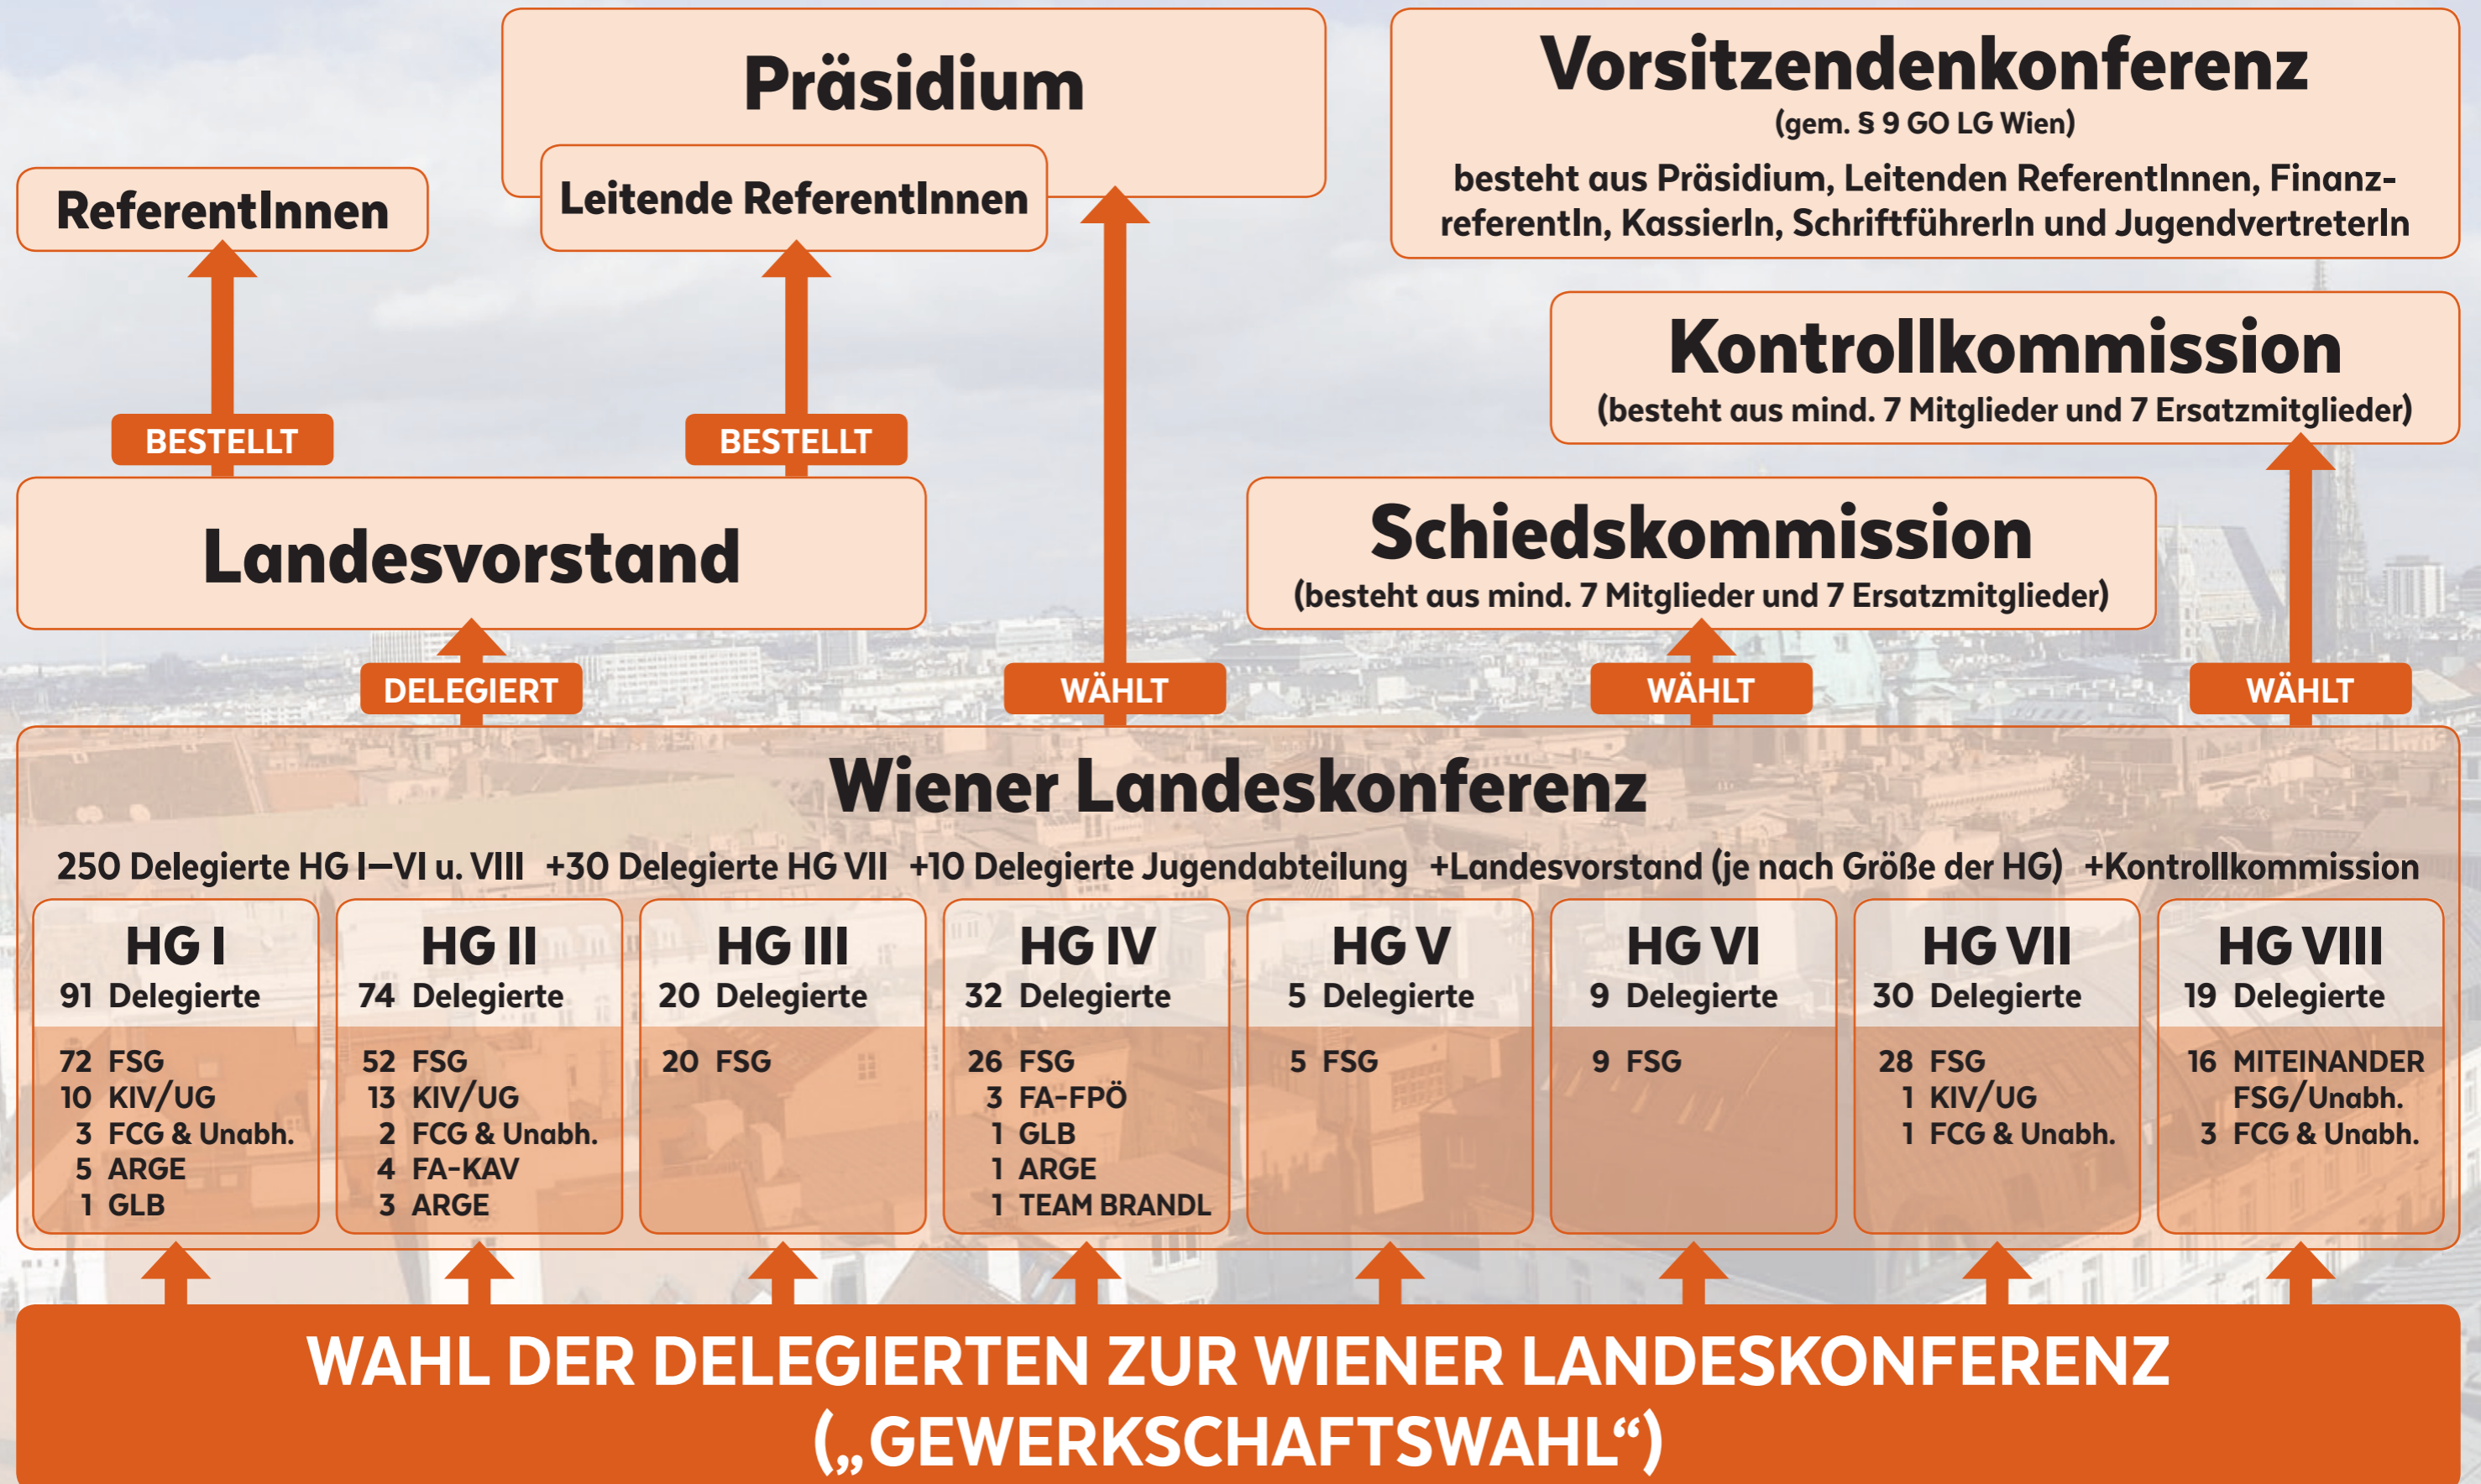 Präsidium
Leitende ReferentInnen
ReferentInnen
Vorsitzendenkonferenz
(gem. § 9 GO LG Wien)
besteht aus Präsidium, Leitenden ReferentInnen, Finanz-
referentIn, KassierIn, SchriftführerIn und JugendvertreterIn
Kontrollkommission
(besteht aus mind. 7 Mitglieder und 7 Ersatzmitglieder)
BESTELLT
BESTELLT
Landesvorstand
Schiedskommission
(besteht aus mind. 7 Mitglieder und 7 Ersatzmitglieder)
DELEGIERT
WÄHLT
WÄHLT
WÄHLT
Wiener Landeskonferenz
250 Delegierte HG I–VI u. VIII +30 Delegierte HG VII +10 Delegierte Jugendabteilung +Landesvorstand (je nach Größe der HG) +Kontrollkommission
HG I
91 Delegierte
72 FSG
10 KIV/UG
3 FCG & Unabh.
5 ARGE
1 GLB
HG II
74 Delegierte
52 FSG
13 KIV/UG
2 FCG & Unabh.
4 FA-KAV
3 ARGE
HG III
20 Delegierte
20 FSG
HG IV
32 Delegierte
26 FSG
3 FA-FPÖ
1 GLB
1 ARGE
1 TEAM BRANDL
HG V
5 Delegierte
5 FSG
HG VI
9 Delegierte
9 FSG
HG VII
30 Delegierte
28 FSG
1 KIV/UG
1 FCG & Unabh.
HG VIII
19 Delegierte
16 MITEINANDER
FSG/Unabh.
3 FCG & Unabh.
WAHL DER DELEGIERTEN ZUR WIENER LANDESKONFERENZ
(„GEWERKSCHAFTSWAHL“)